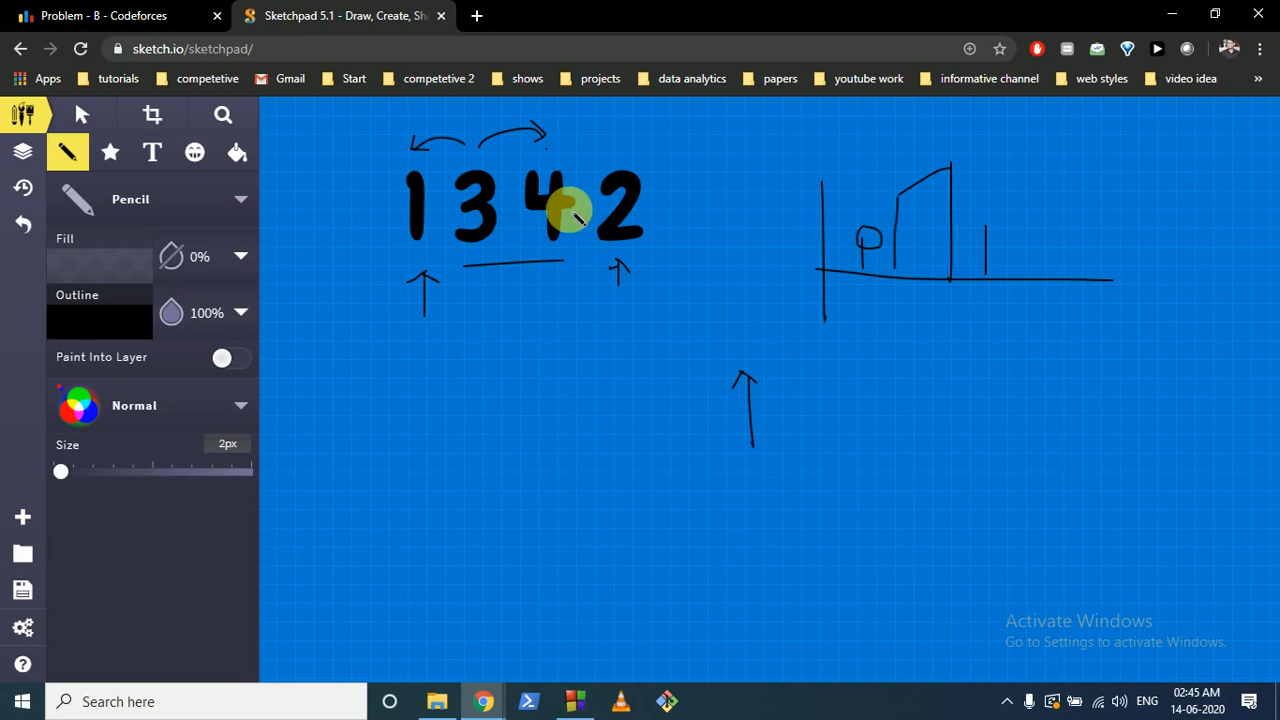 Problem - B - Codeforces
Sketchpad 5.1 - Draw, Create, Sha
sketch.io/sketchpad/
Apps tutorials competetive Gmail Start competetive 2 shows projects data analytics papers youtube work informative channel web styles video idea »
Pencil
Fill
0%
Outline
100%
Paint Into Layer
Normal
Size 2px
1 3 4 2
Activate Windows
Go to Settings to activate Windows.
Search here
ENG
02:45 AM
14-06-2020